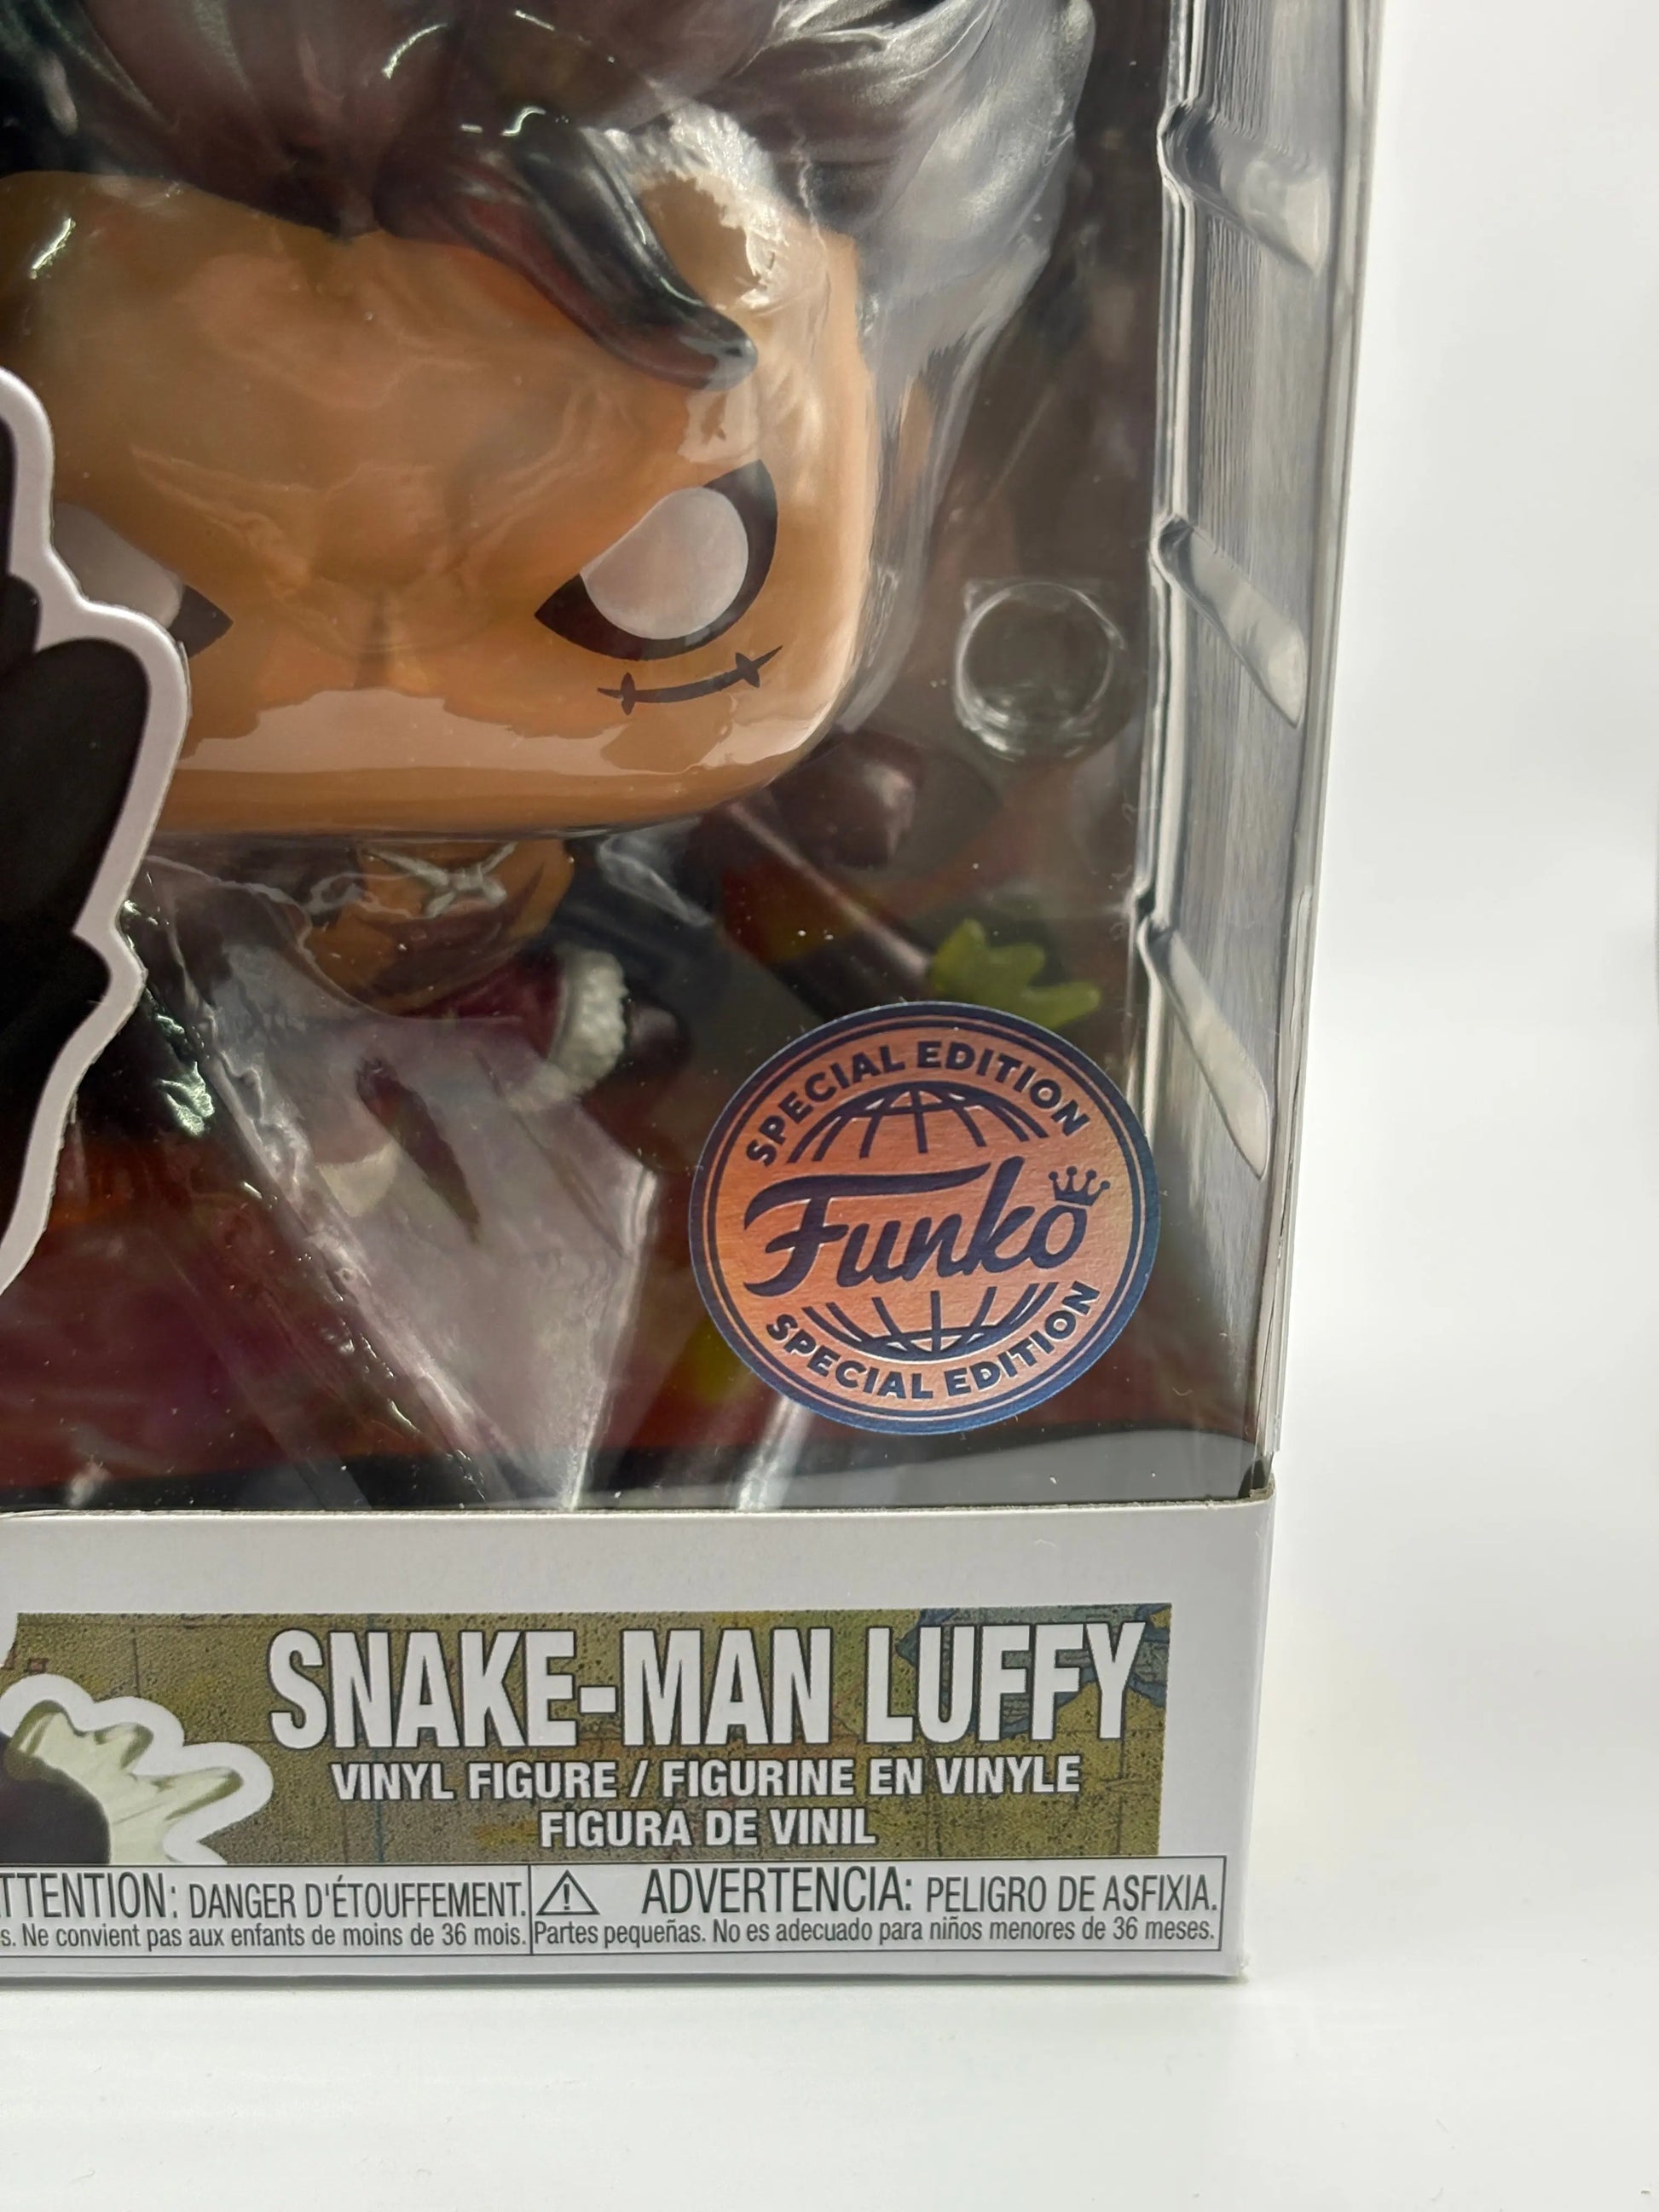 SPECIAL EDITION
Funko
SPECIAL EDITION
SNAKE-MAN LUFFY
VINYL FIGURE / FIGURINE EN VINYLE
FIGURA DE VINIL
TTENTION: DANGER D'ÉTOUFFEMENT.
s. Ne convient pas aux enfants de moins de 36 mois.
ADVERTENCIA: PELIGRO DE ASFIXIA.
Partes pequeñas. No es adecuado para niños menores de 36 meses.